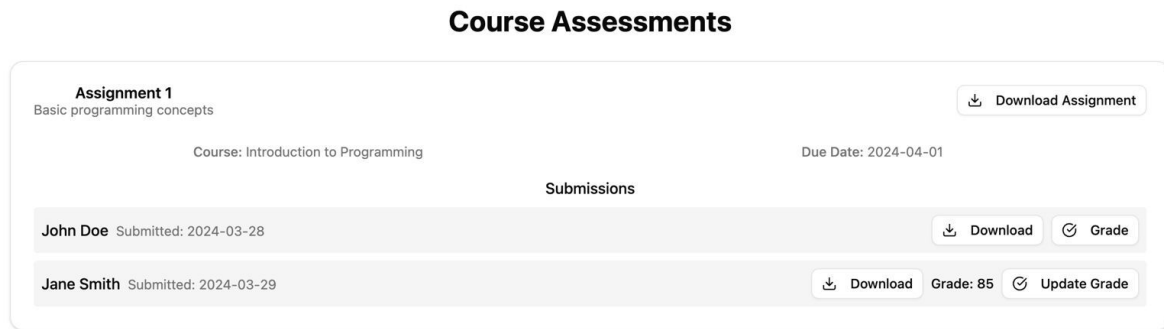 Course Assessments
Assignment 1
Basic programming concepts
Download Assignment
Course: Introduction to Programming
Due Date: 2024-04-01
Submissions
John Doe Submitted: 2024-03-28 Download Grade
Jane Smith Submitted: 2024-03-29 Download Grade: 85 Update Grade